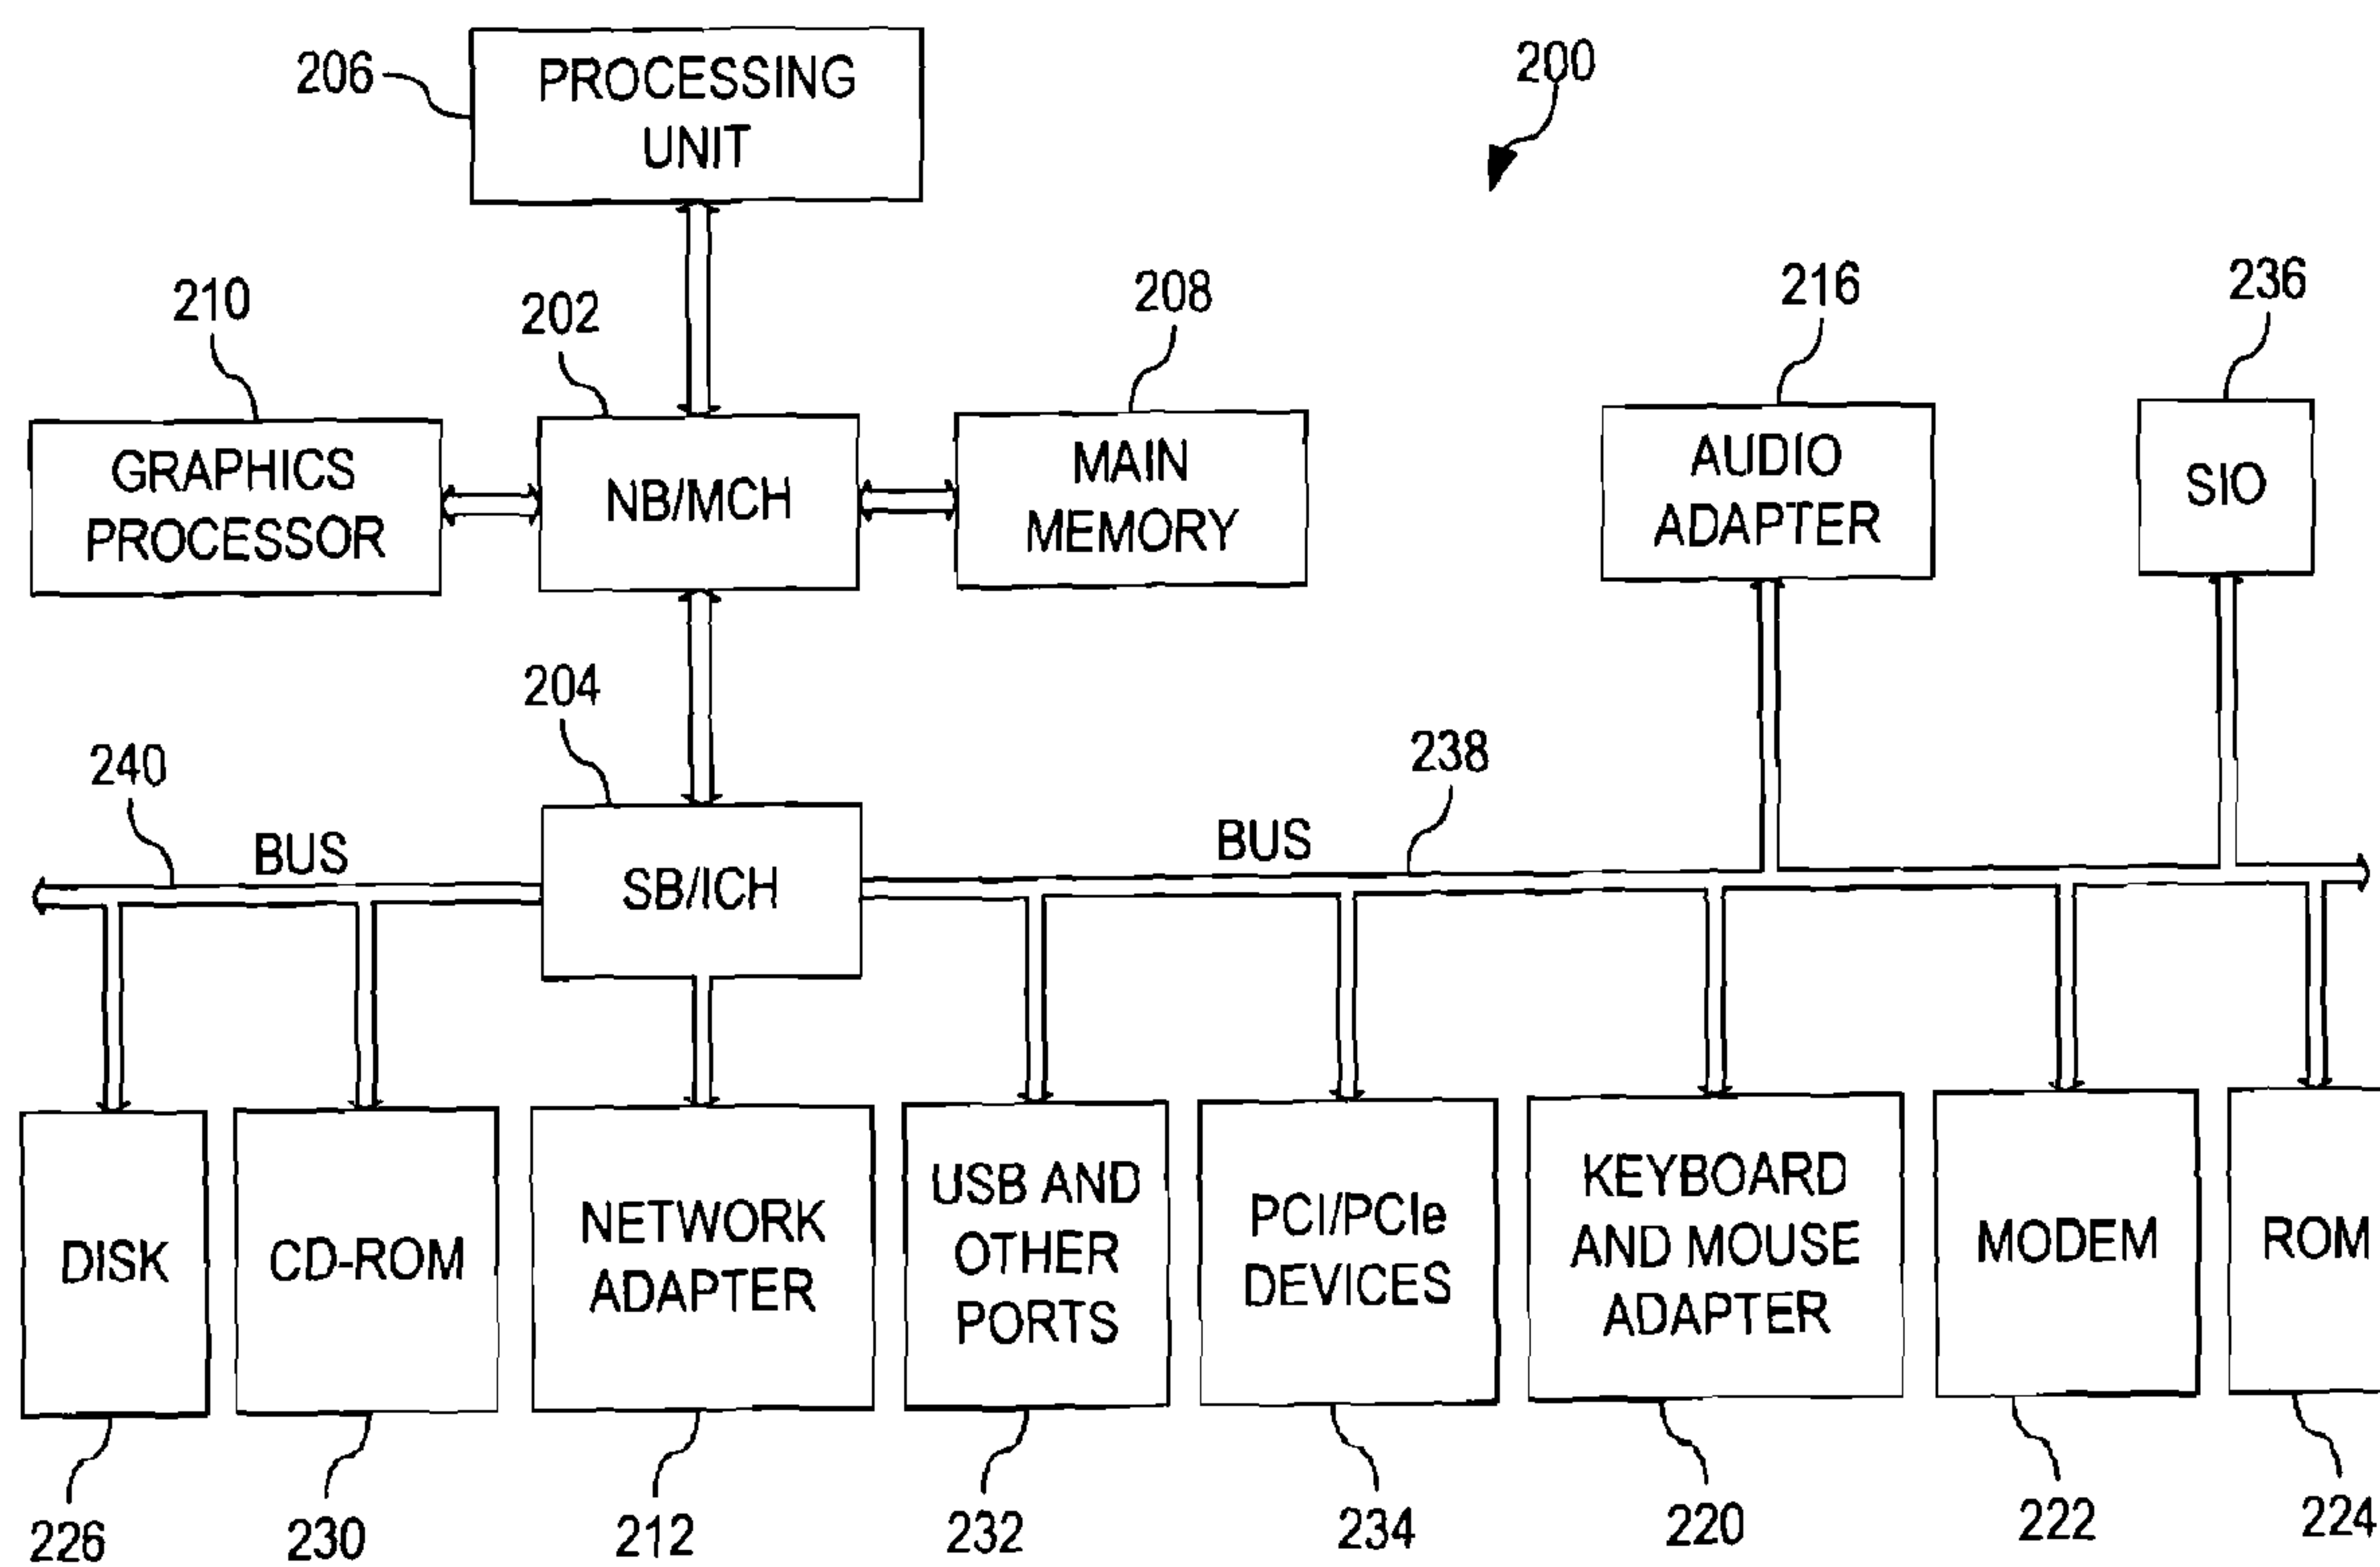 206
PROCESSING
UNIT
200
210
202
208
216
236
GRAPHICS
PROCESSOR
NB/MCH
MAIN
MEMORY
AUDIO
ADAPTER
SIO
204
240
BUS
238
BUS
SB/ICH
DISK
CD-ROM
NETWORK
ADAPTER
USB AND
OTHER
PORTS
PCI/PCIe
DEVICES
KEYBOARD
AND MOUSE
ADAPTER
MODEM
ROM
226
230
212
232
234
220
222
224